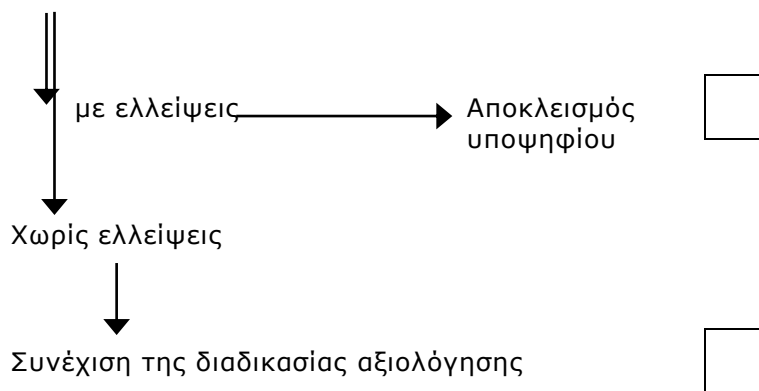 με ελλείψεις
Αποκλεισμός
υποψηφίου
Χωρίς ελλείψεις
Συνέχιση της διαδικασίας αξιολόγησης